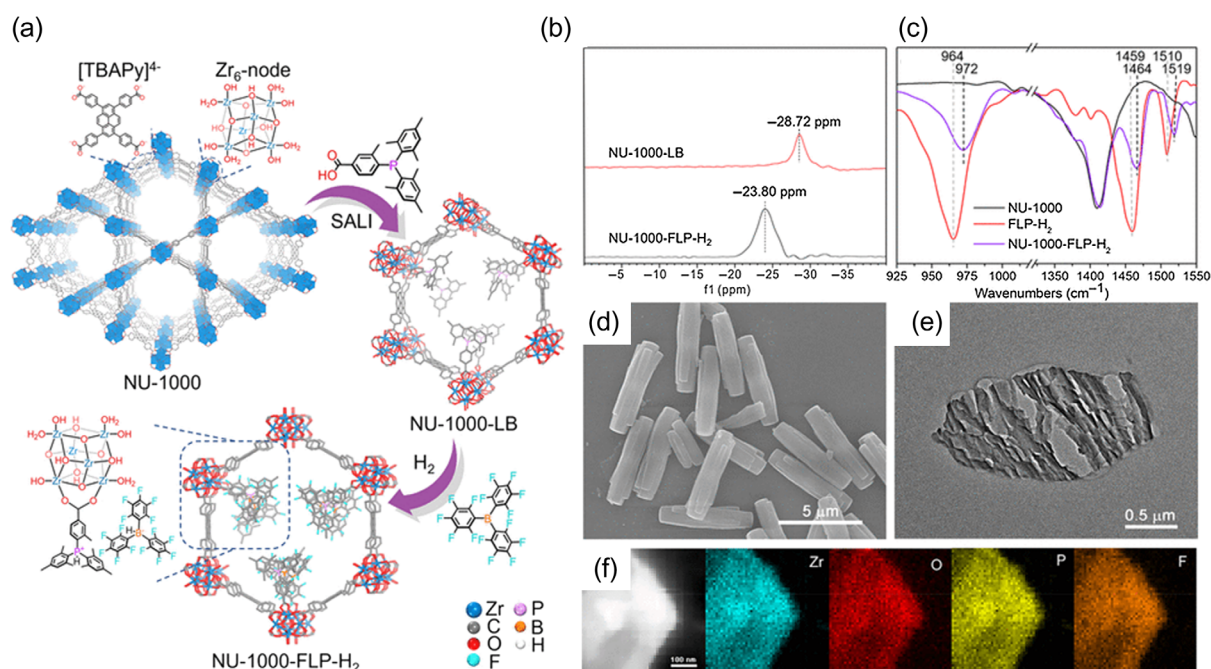 (a)
[TBAPy]⁴⁻
Zr₆-node
NU-1000
SALI
NU-1000-LB
H₂
NU-1000-FLP-H₂
Zr
P
C
B
O
H
F
(b)
−28.72 ppm
NU-1000-LB
−23.80 ppm
NU-1000-FLP-H₂
−5 −10 −15 −20 −25 −30 −35
f1 (ppm)
(c)
964
972
1459
1464
1510
1519
NU-1000
FLP-H₂
NU-1000-FLP-H₂
925 950 975 1000 1350 1400 1450 1500 1550
Wavenumbers (cm⁻¹)
(d)
5 μm
(e)
0.5 μm
(f)
100 nm
Zr
O
P
F